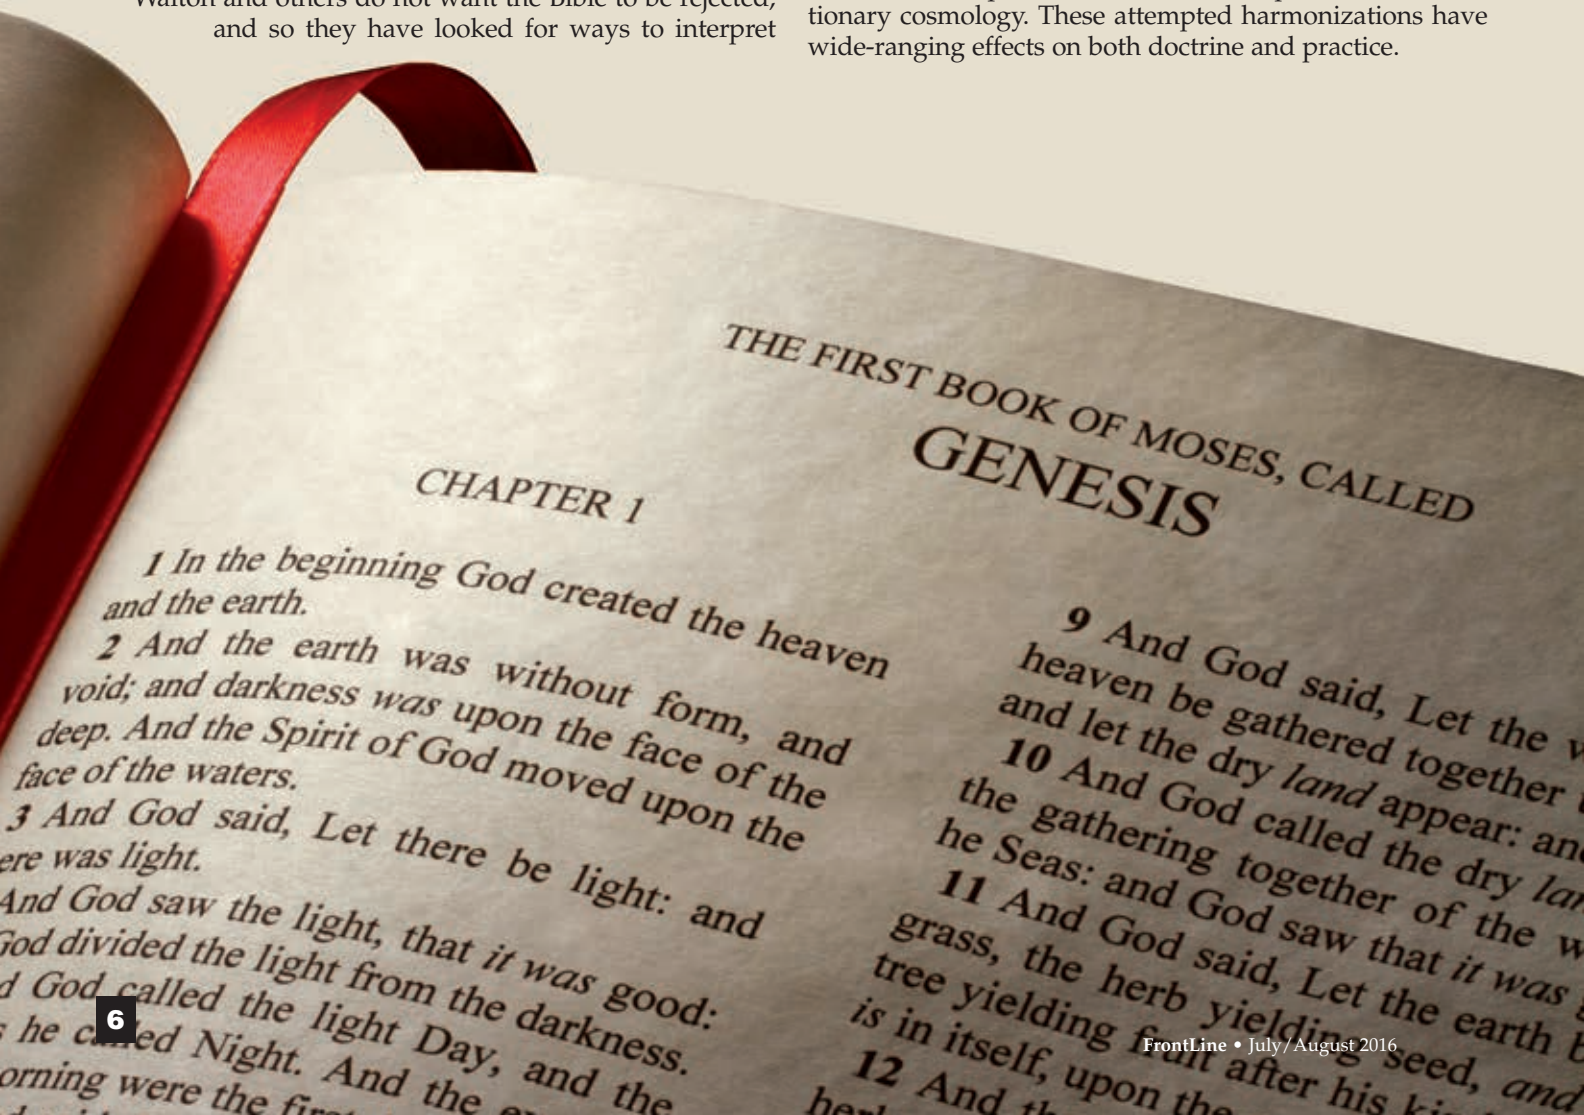 Walton and others do not want the Bible to be rejected,
and so they have looked for ways to interpret
tionary cosmology. These attempted harmonizations have
wide-ranging effects on both doctrine and practice.
THE FIRST BOOK OF MOSES, CALLED
GENESIS
CHAPTER 1
1 In the beginning God created the heaven
and the earth.
2 And the earth was without form, and
void; and darkness was upon the face of the
deep. And the Spirit of God moved upon the
face of the waters.
3 And God said, Let there be light: and
ere was light.
And God saw the light, that it was good:
God divided the light from the darkness.
d God called the light Day, and the
he called Night. And the
orning were the
9 And God said, Let the
heaven be gathered together
and let the dry land appear: and
10 And God called the dry
the gathering together of the
he Seas: and God saw that it was
11 And God said, Let the earth
grass, the herb yielding seed, and
tree yielding fruit after his
is in itself, upon the
12 And
6
FrontLine • July/August 2016